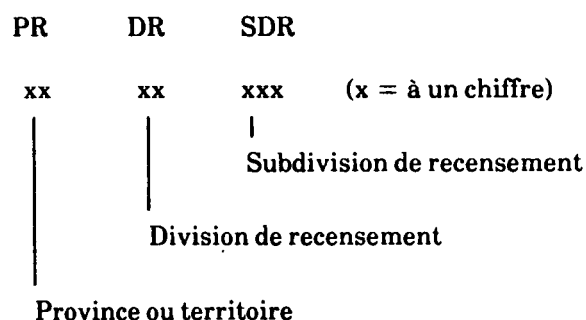 PR DR SDR
xx xx xxx (x = à un chiffre)
Subdivision de recensement
Division de recensement
Province ou territoire